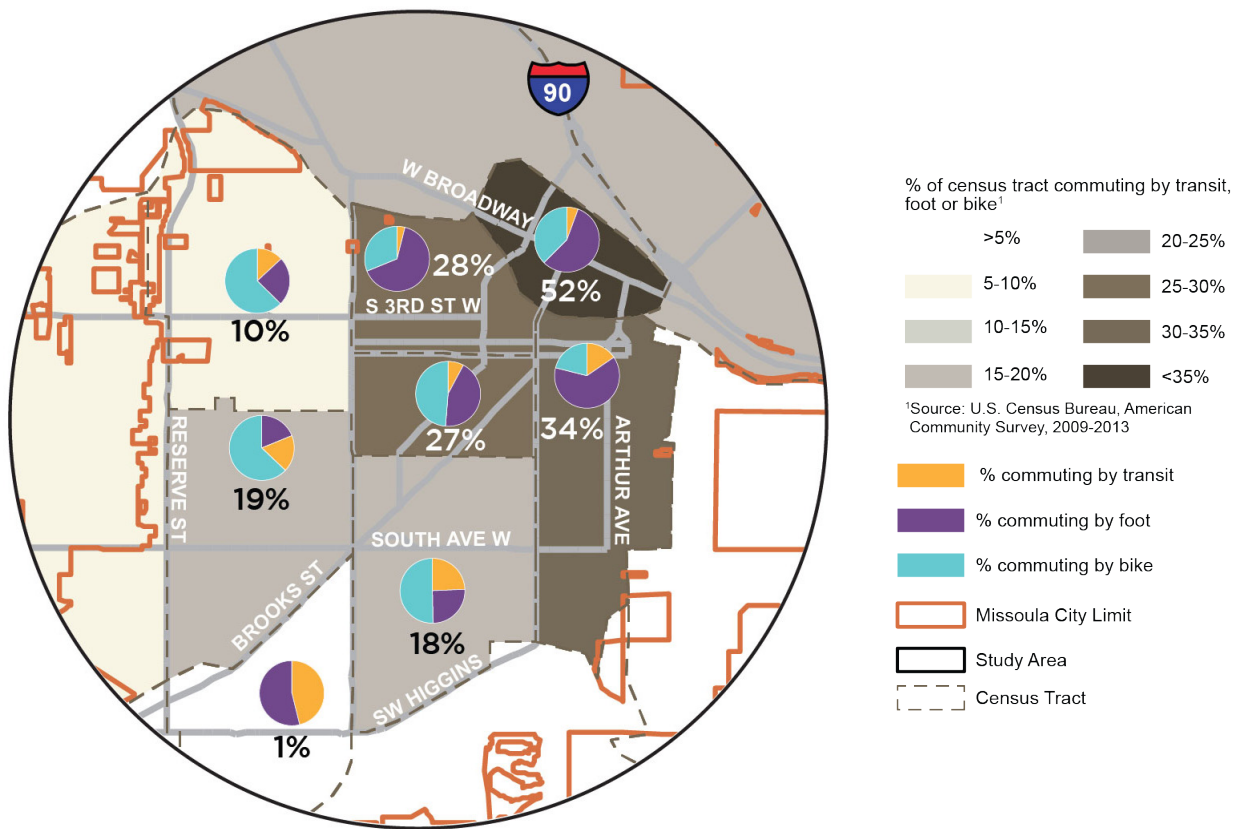 90
W BROADWAY
28%
52%
S 3RD ST W
10%
34%
27%
RESERVE ST
ARTHUR AVE
19%
SOUTH AVE W
BROOKS ST
18%
SW HIGGINS
1%
% of census tract commuting by transit,
foot or bike1
>5%
20-25%
5-10%
25-30%
10-15%
30-35%
15-20%
<35%
1Source: U.S. Census Bureau, American
Community Survey, 2009-2013
% commuting by transit
% commuting by foot
% commuting by bike
Missoula City Limit
Study Area
Census Tract